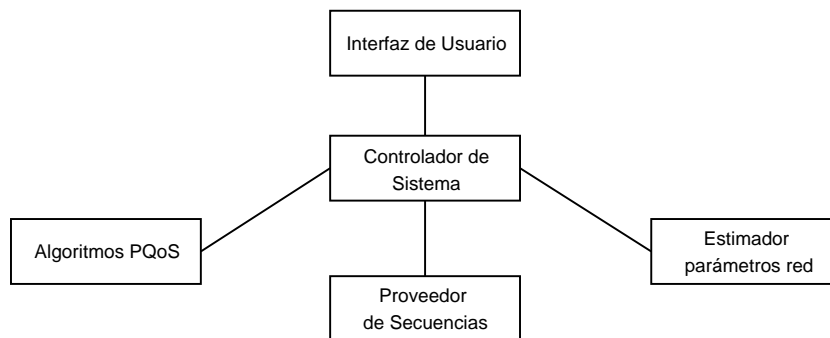 Interfaz de Usuario
Controlador de
Sistema
Algoritmos PQoS
Estimador
parámetros red
Proveedor
de Secuencias